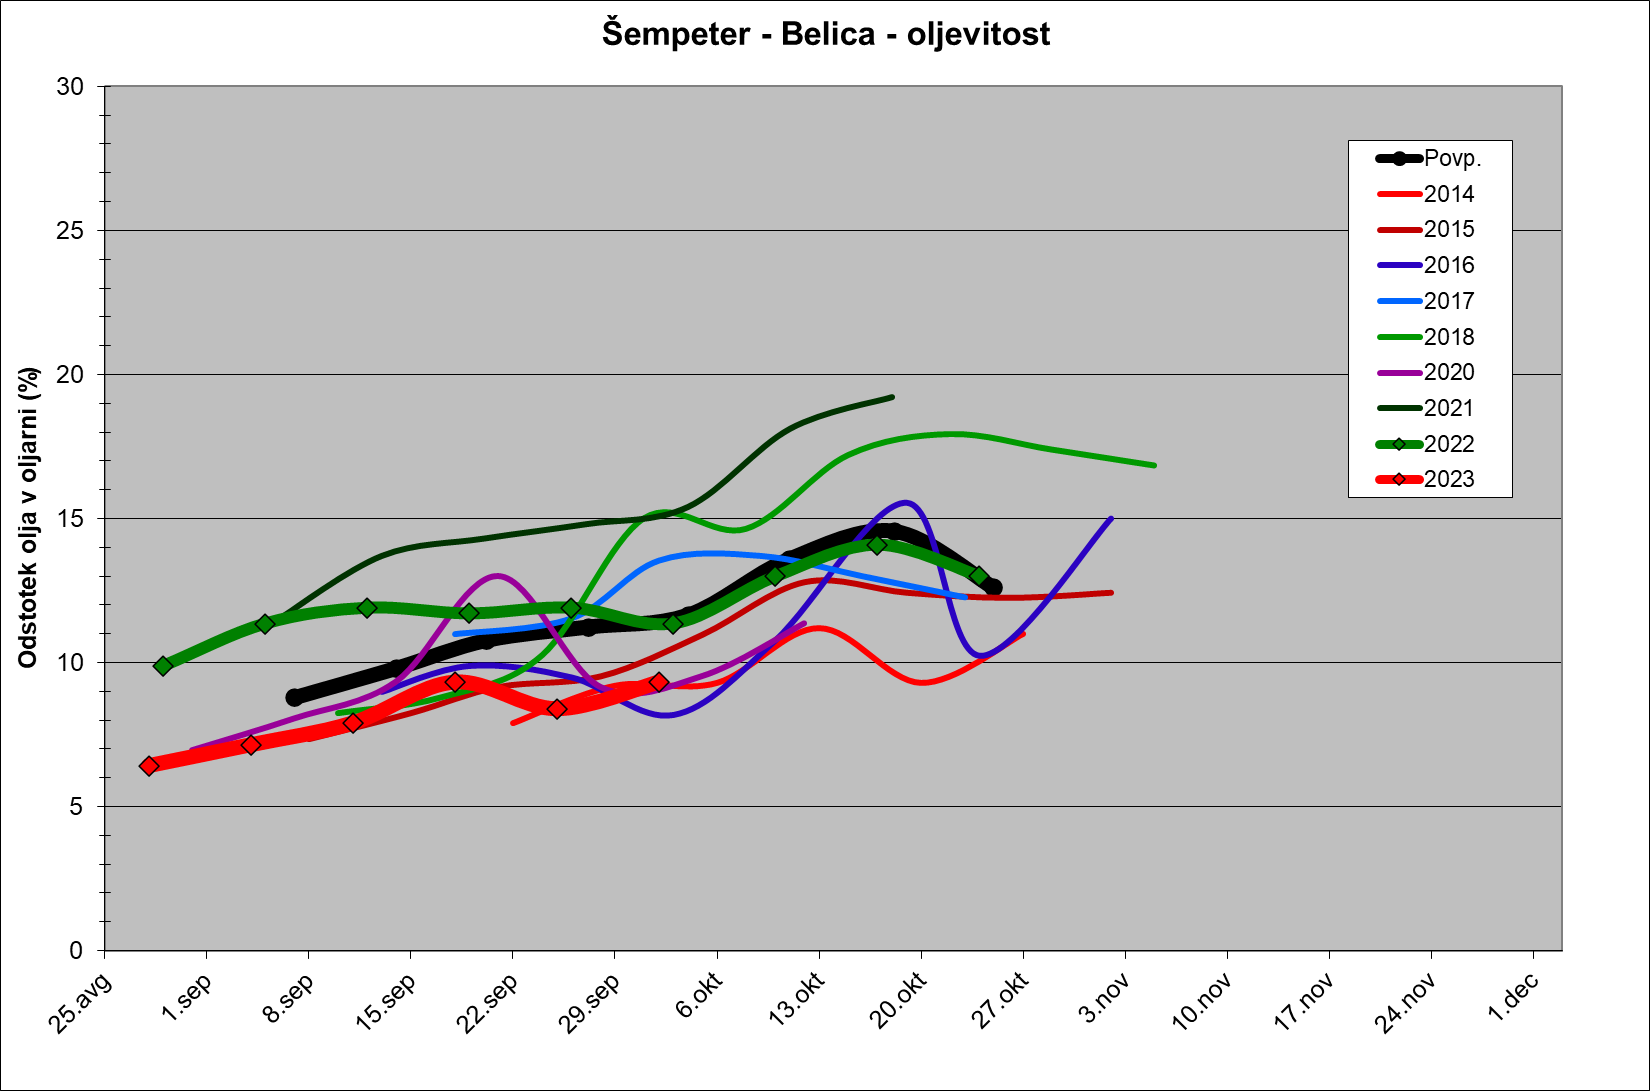 Šempeter - Belica - oljevitost
Odstotek olja v oljarni (%)
30
25
20
15
10
5
0
25.avg
1.sep
8.sep
15.sep
22.sep
29.sep
6.okt
13.okt
20.okt
27.okt
3.nov
10.nov
17.nov
24.nov
1.dec
Povp.
2014
2015
2016
2017
2018
2020
2021
2022
2023